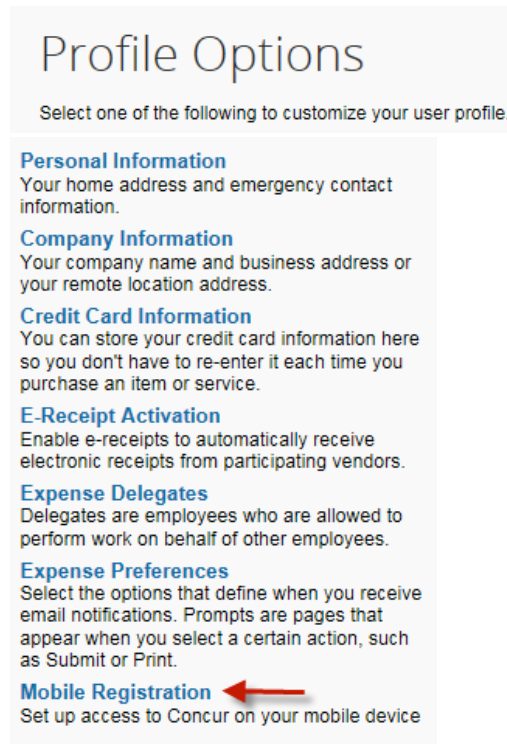 Profile Options
Select one of the following to customize your user profile.
Personal Information
Your home address and emergency contact
information.
Company Information
Your company name and business address or
your remote location address.
Credit Card Information
You can store your credit card information here
so you don't have to re-enter it each time you
purchase an item or service.
E-Receipt Activation
Enable e-receipts to automatically receive
electronic receipts from participating vendors.
Expense Delegates
Delegates are employees who are allowed to
perform work on behalf of other employees.
Expense Preferences
Select the options that define when you receive
email notifications. Prompts are pages that
appear when you select a certain action, such
as Submit or Print.
Mobile Registration
Set up access to Concur on your mobile device